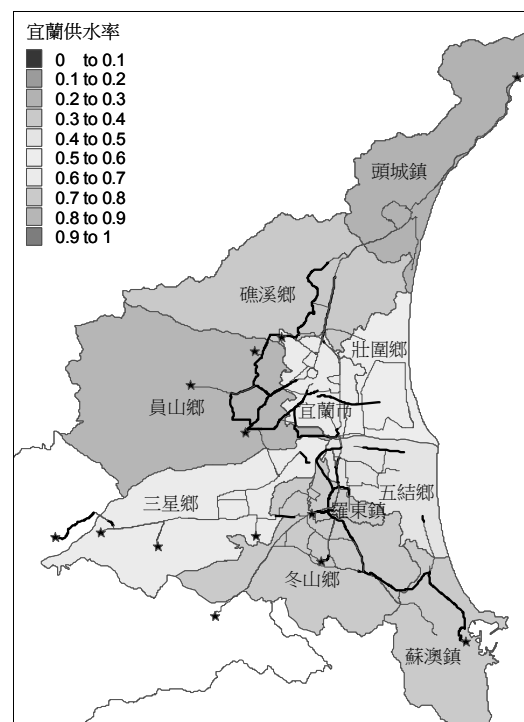 宜蘭供水率
0 to 0.1
0.1 to 0.2
0.2 to 0.3
0.3 to 0.4
0.4 to 0.5
0.5 to 0.6
0.6 to 0.7
0.7 to 0.8
0.8 to 0.9
0.9 to 1
頭城鎮
礁溪鄉
壯圍鄉
員山鄉
宜蘭市
三星鄉
五結鄉
羅東鎮
冬山鄉
蘇澳鎮